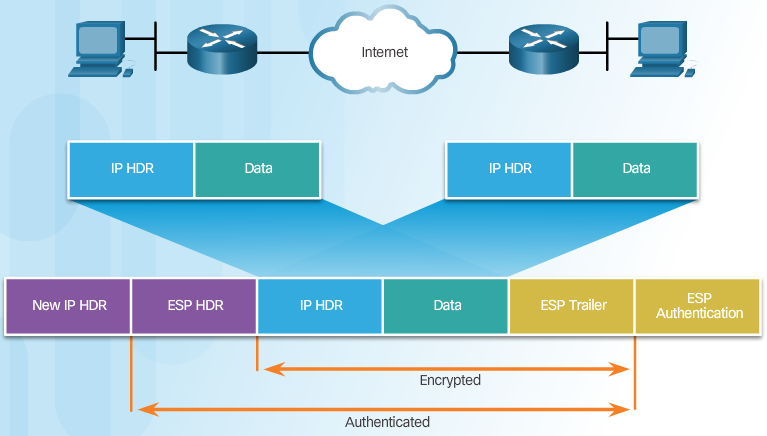 Internet
IP HDR
Data
IP HDR
Data
New IP HDR
ESP HDR
IP HDR
Data
ESP Trailer
ESP
Authentication
Encrypted
Authenticated